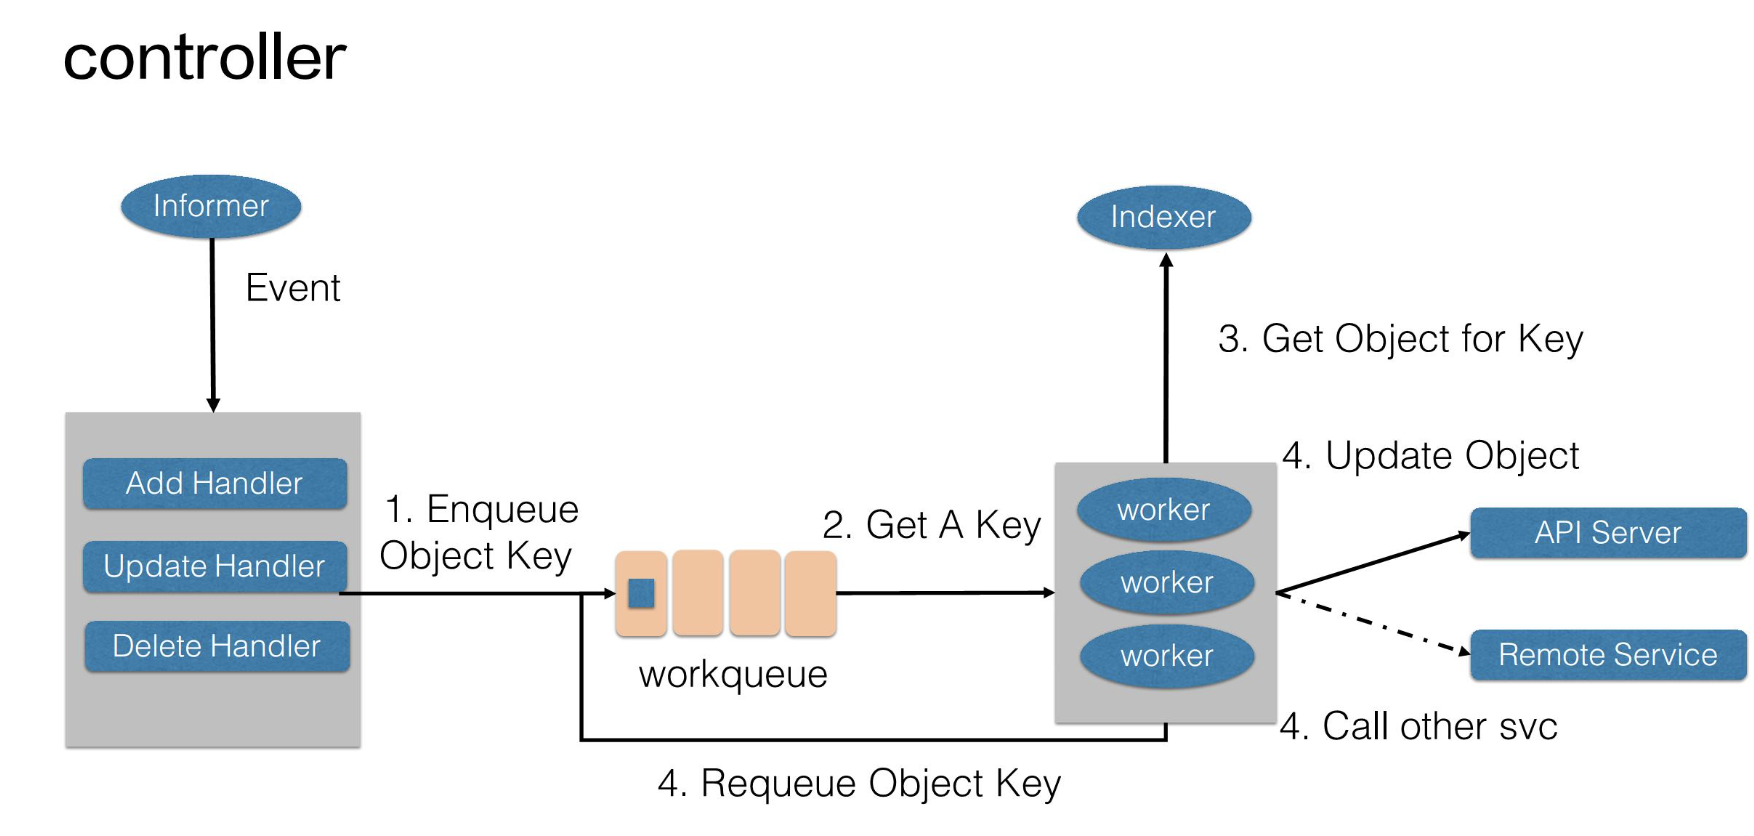 controller
Informer
Event
Add Handler
Update Handler
Delete Handler
1. Enqueue
Object Key
workqueue
2. Get A Key
Indexer
3. Get Object for Key
worker
worker
worker
4. Update Object
API Server
Remote Service
4. Call other svc
4. Requeue Object Key